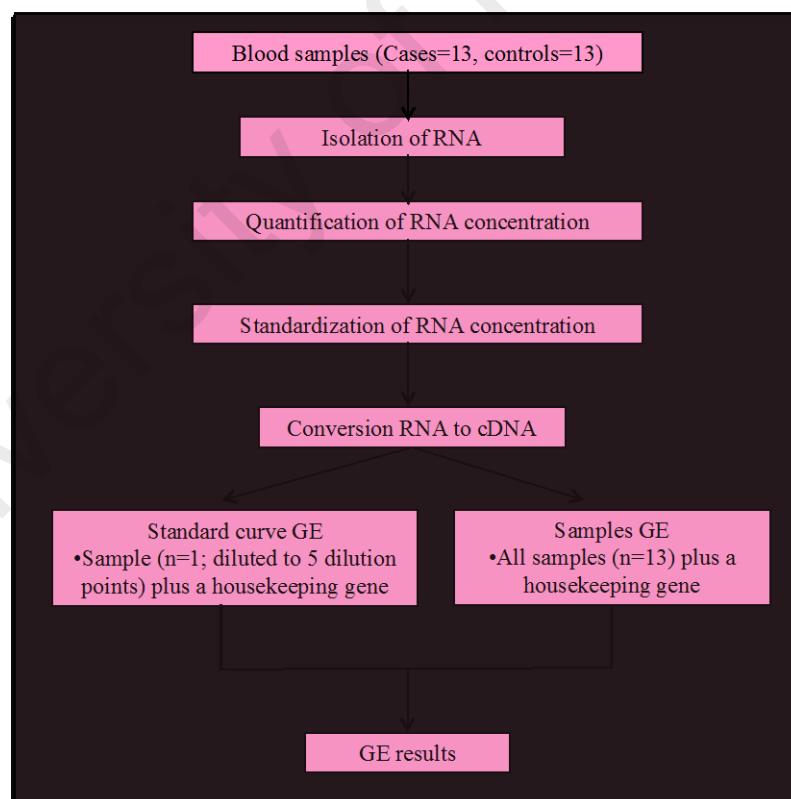 Blood samples (Cases=13, controls=13)
Isolation of RNA
Quantification of RNA concentration
Standardization of RNA concentration
Conversion RNA to cDNA
Standard curve GE
•Sample (n=1; diluted to 5 dilution
points) plus a housekeeping gene
Samples GE
•All samples (n=13) plus a
housekeeping gene
GE results